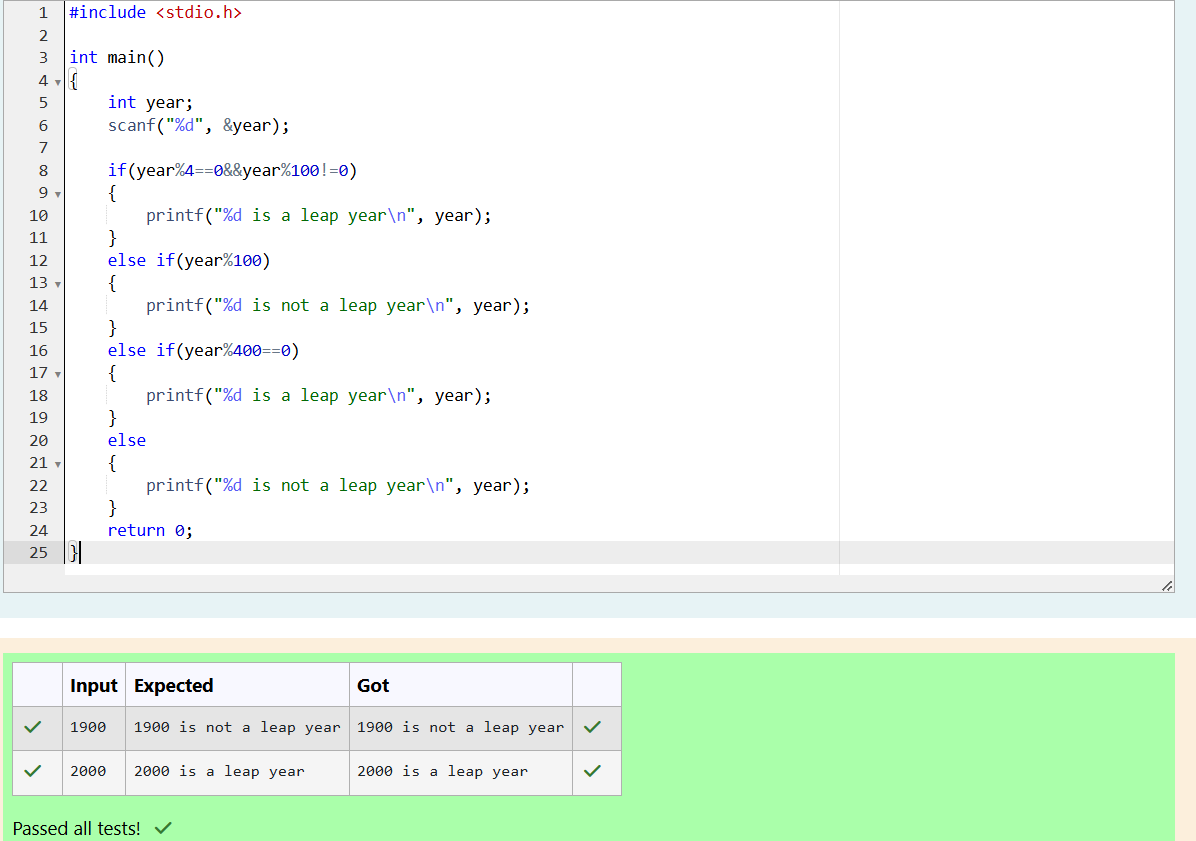 1 #include <stdio.h>
2
3 int main()
4 {
5     int year;
6     scanf("%d", &year);
7
8     if(year%4==0&&year%100!=0)
9     {
10         printf("%d is a leap year\n", year);
11     }
12     else if(year%100)
13     {
14         printf("%d is not a leap year\n", year);
15     }
16     else if(year%400==0)
17     {
18         printf("%d is a leap year\n", year);
19     }
20     else
21     {
22         printf("%d is not a leap year\n", year);
23     }
24     return 0;
25 }
Input Expected Got
1900 1900 is not a leap year 1900 is not a leap year
2000 2000 is a leap year 2000 is a leap year
Passed all tests!